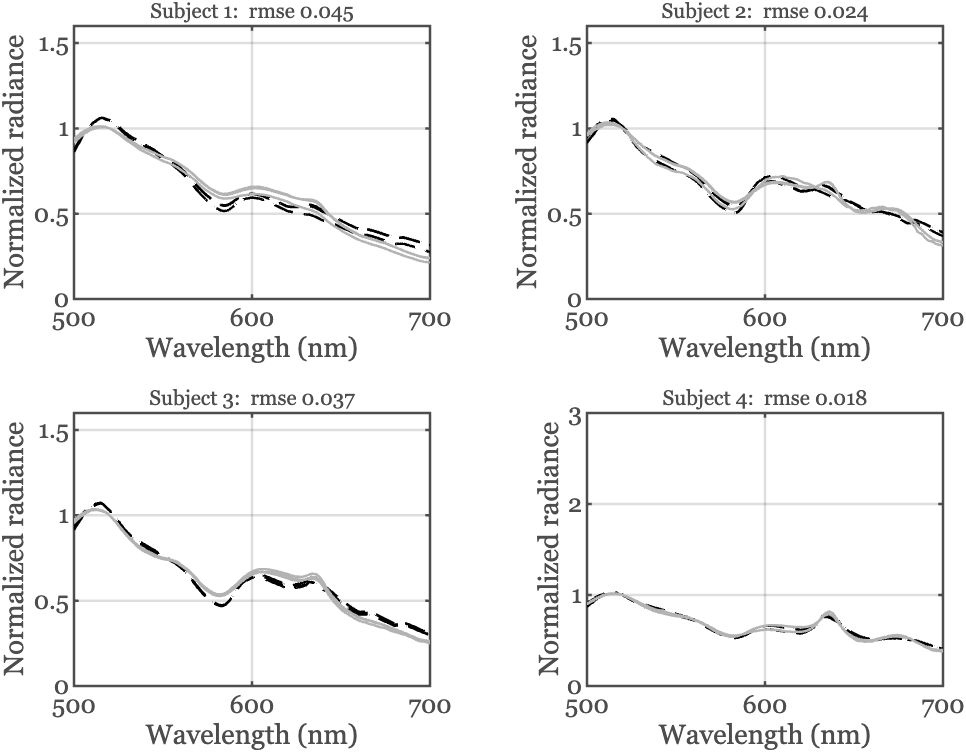 Subject 1: rmse 0.045
Normalized radiance
1.5
1
0.5
0
500
600
700
Wavelength (nm)
Subject 2: rmse 0.024
Normalized radiance
1.5
1
0.5
0
500
600
700
Wavelength (nm)
Subject 3: rmse 0.037
Normalized radiance
1.5
1
0.5
0
500
600
700
Wavelength (nm)
Subject 4: rmse 0.018
Normalized radiance
3
2
1
0
500
600
700
Wavelength (nm)